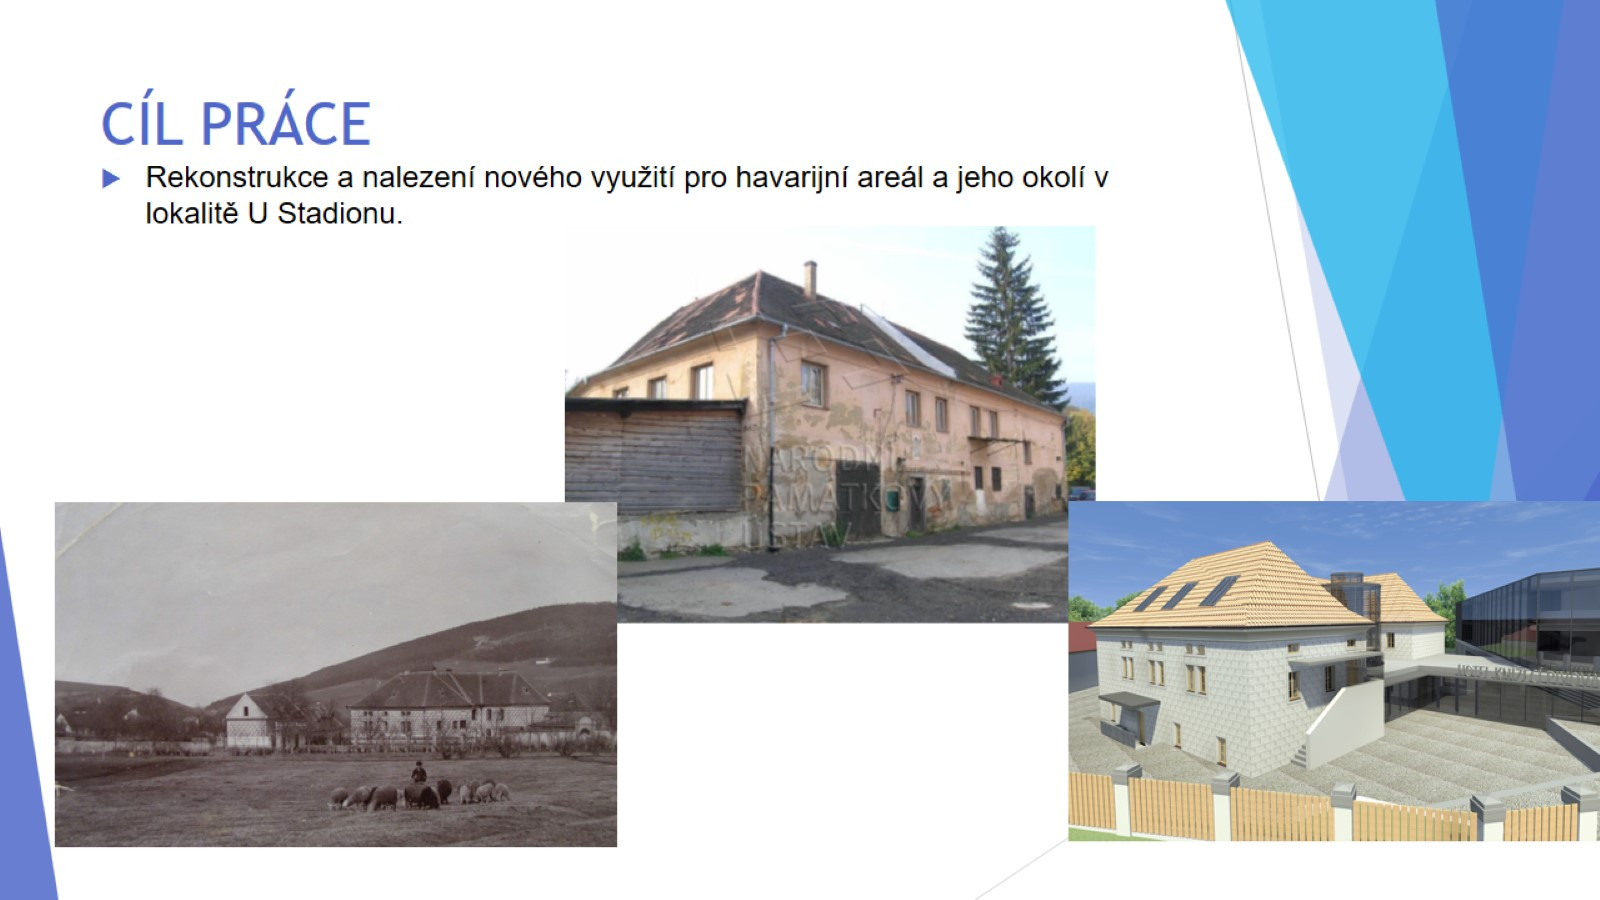 CÍL PRÁCE
Rekonstrukce a nalezení nového využití pro havarijní areál a jeho okolí v
lokalitě U Stadionu.
NÁRODNÍ
PAMÁTKOVÝ
ÚSTAV
HOTEL